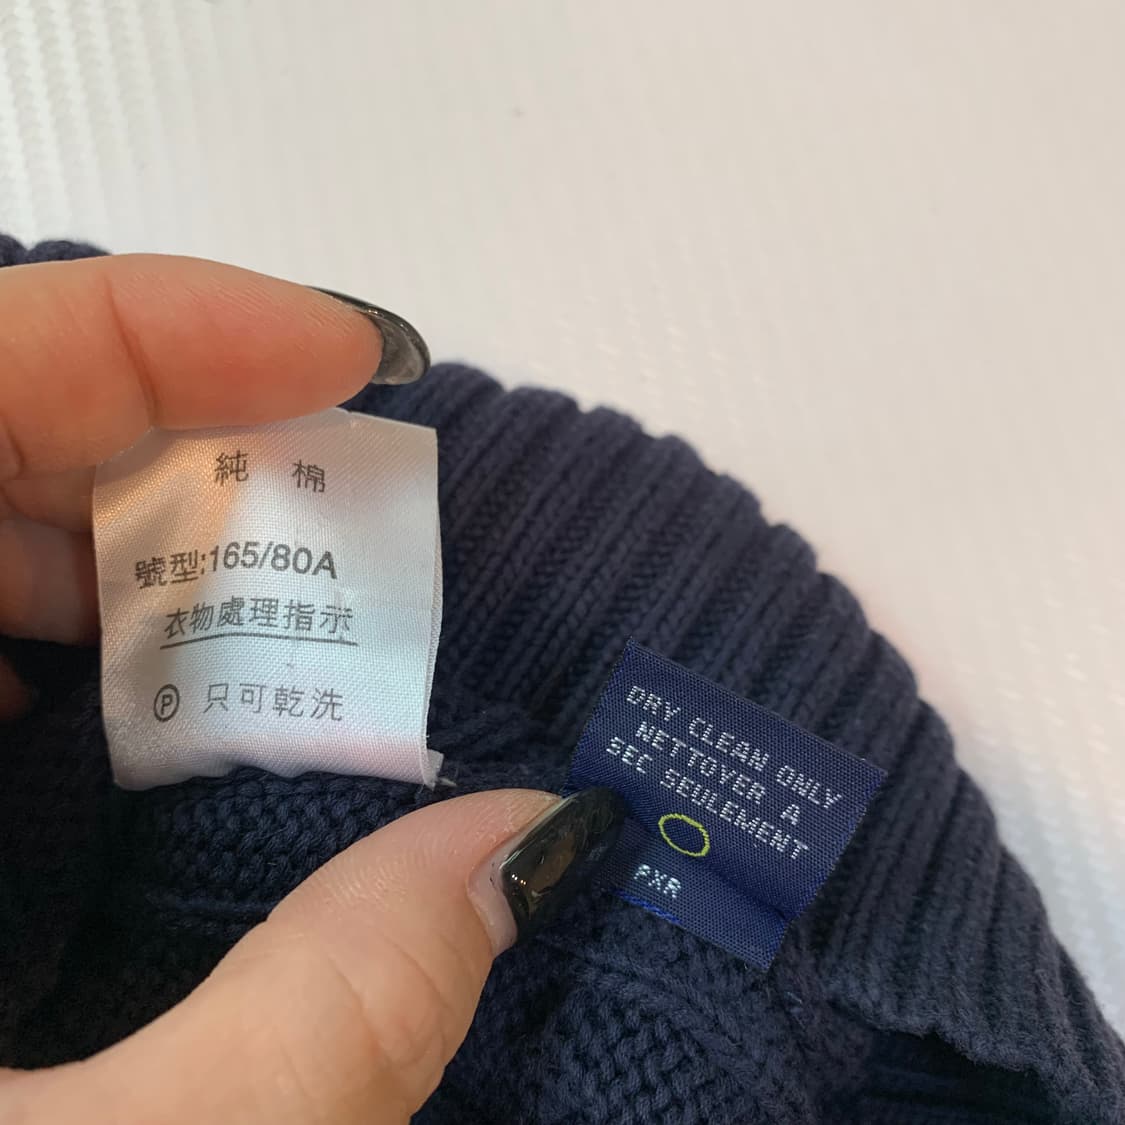 純 棉
號型:165/80A
衣物處理指示
Ⓟ 只可乾洗
DRY CLEAN ONLY
NETTOYER A
SEC SEULEMENT
PXR